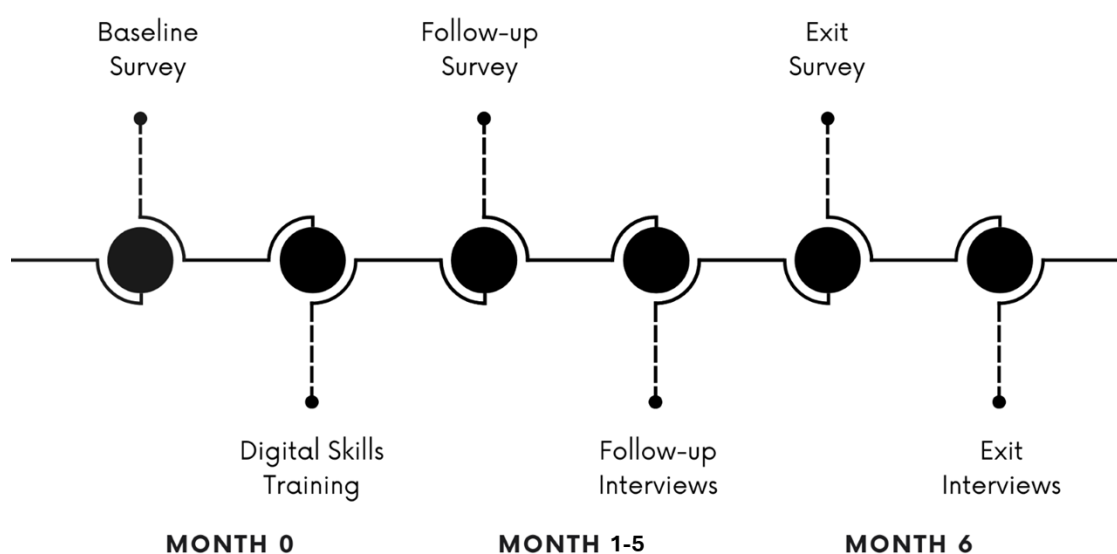 Baseline
Survey
Follow-up
Survey
Exit
Survey
Digital Skills
Training
Follow-up
Interviews
Exit
Interviews
MONTH 0
MONTH 1-5
MONTH 6